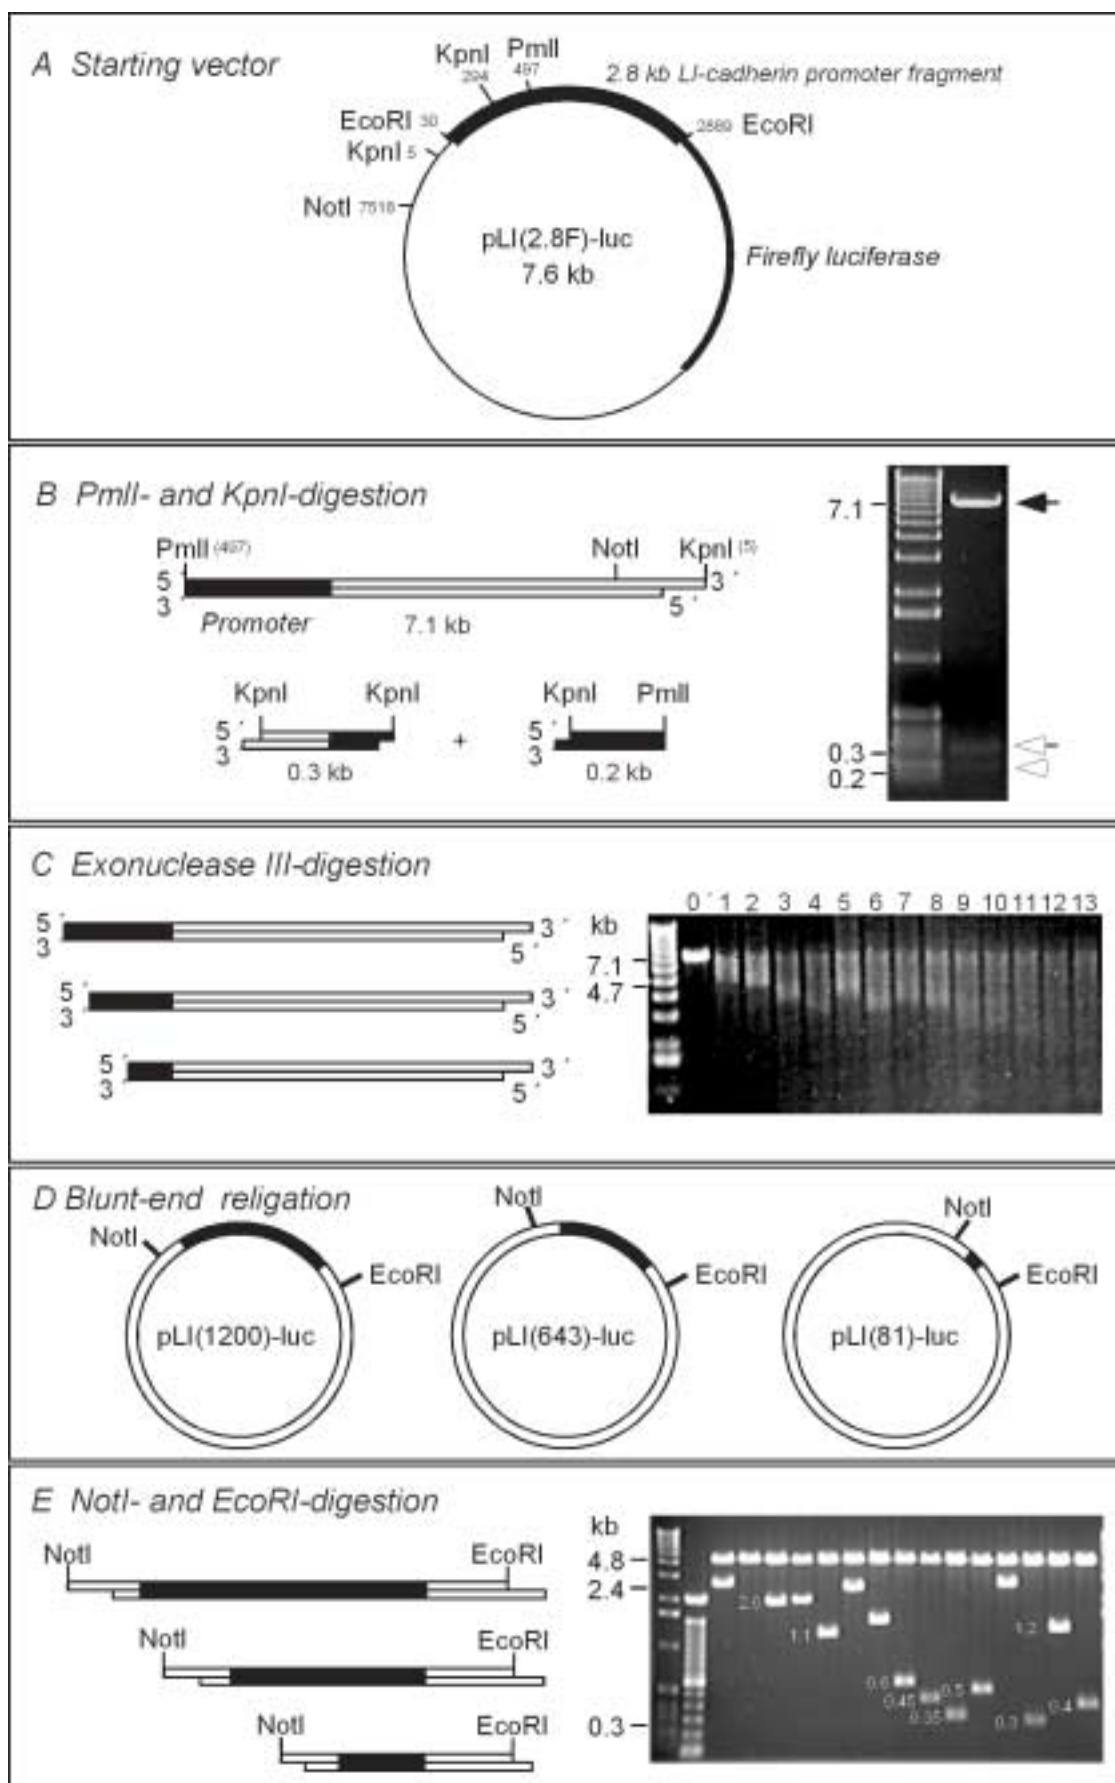 A Starting vector
KpnI
294
PmlI
497
2.8 kb LI-cadherin promoter fragment
EcoRI 30
2889 EcoRI
KpnI 5
NotI 7518
pLI(2.8F)-luc
7.6 kb
Firefly luciferase
B PmlI- and KpnI-digestion
PmlI (497)
NotI
KpnI (5)
5 ´
3 ´
3 ´
5 ´
Promoter
7.1 kb
KpnI
KpnI
KpnI
PmlI
5 ´
3 ´
+
5 ´
3 ´
0.3 kb
0.2 kb
7.1
0.3
0.2
C Exonuclease III-digestion
5 ´
3 ´
3 ´
5 ´
5 ´
3 ´
3 ´
5 ´
5 ´
3 ´
3 ´
5 ´
kb
0 ´ 1 2 3 4 5 6 7 8 9 10 11 12 13
7.1
4.7
D Blunt-end religation
NotI
EcoRI
pLI(1200)-luc
NotI
EcoRI
pLI(643)-luc
NotI
EcoRI
pLI(81)-luc
E NotI- and EcoRI-digestion
NotI
EcoRI
NotI
EcoRI
NotI
EcoRI
kb
4.8
2.4
0.3
2.0
1.1
0.6
0.45
0.35
0.5
0.3
1.2
0.4